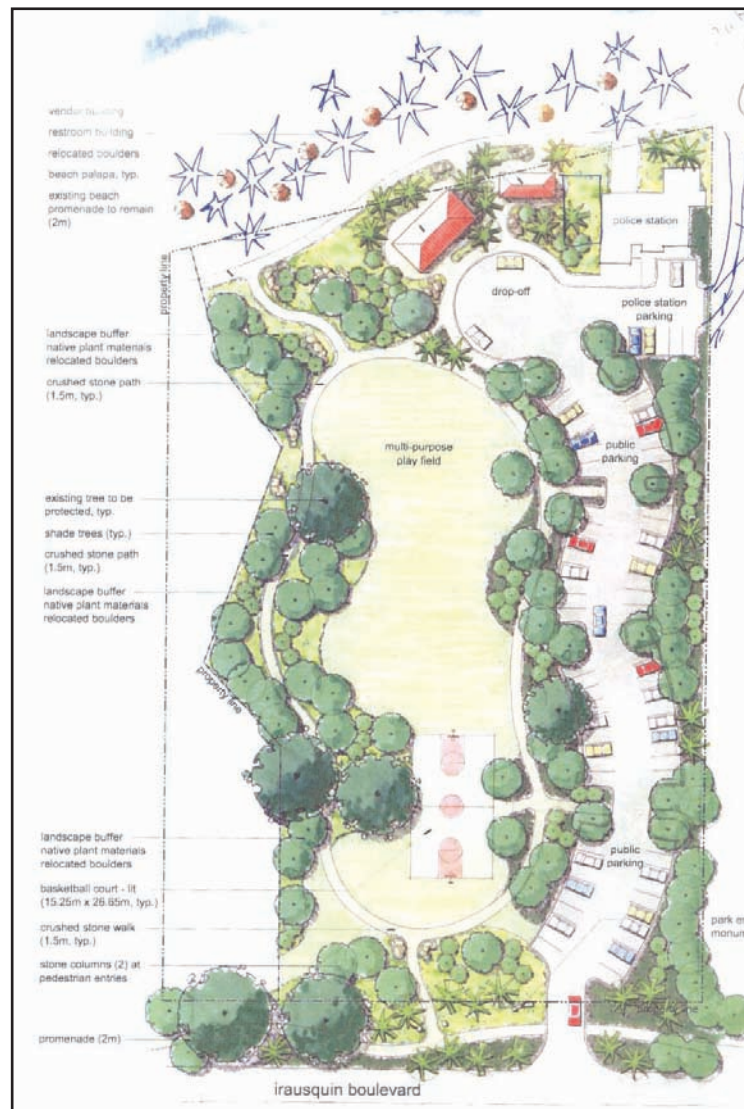 vendor building
restroom building
relocated boulders
beach palapa, typ.
existing beach
promenade to remain
(2m)
property line
police station
drop-off
police station
parking
landscape buffer
native plant materials
relocated boulders
crushed stone path
(1.5m, typ.)
multi-purpose
play field
public
parking
existing tree to be
protected, typ.
shade trees (typ.)
crushed stone path
(1.5m, typ.)
landscape buffer
native plant materials
relocated boulders
property line
landscape buffer
native plant materials
relocated boulders
public
parking
basketball court - lit
(15.25m x 26.65m, typ.)
crushed stone walk
(1.5m, typ.)
park
stone columns (2) at
pedestrian entries
promenade (2m)
irausquin boulevard